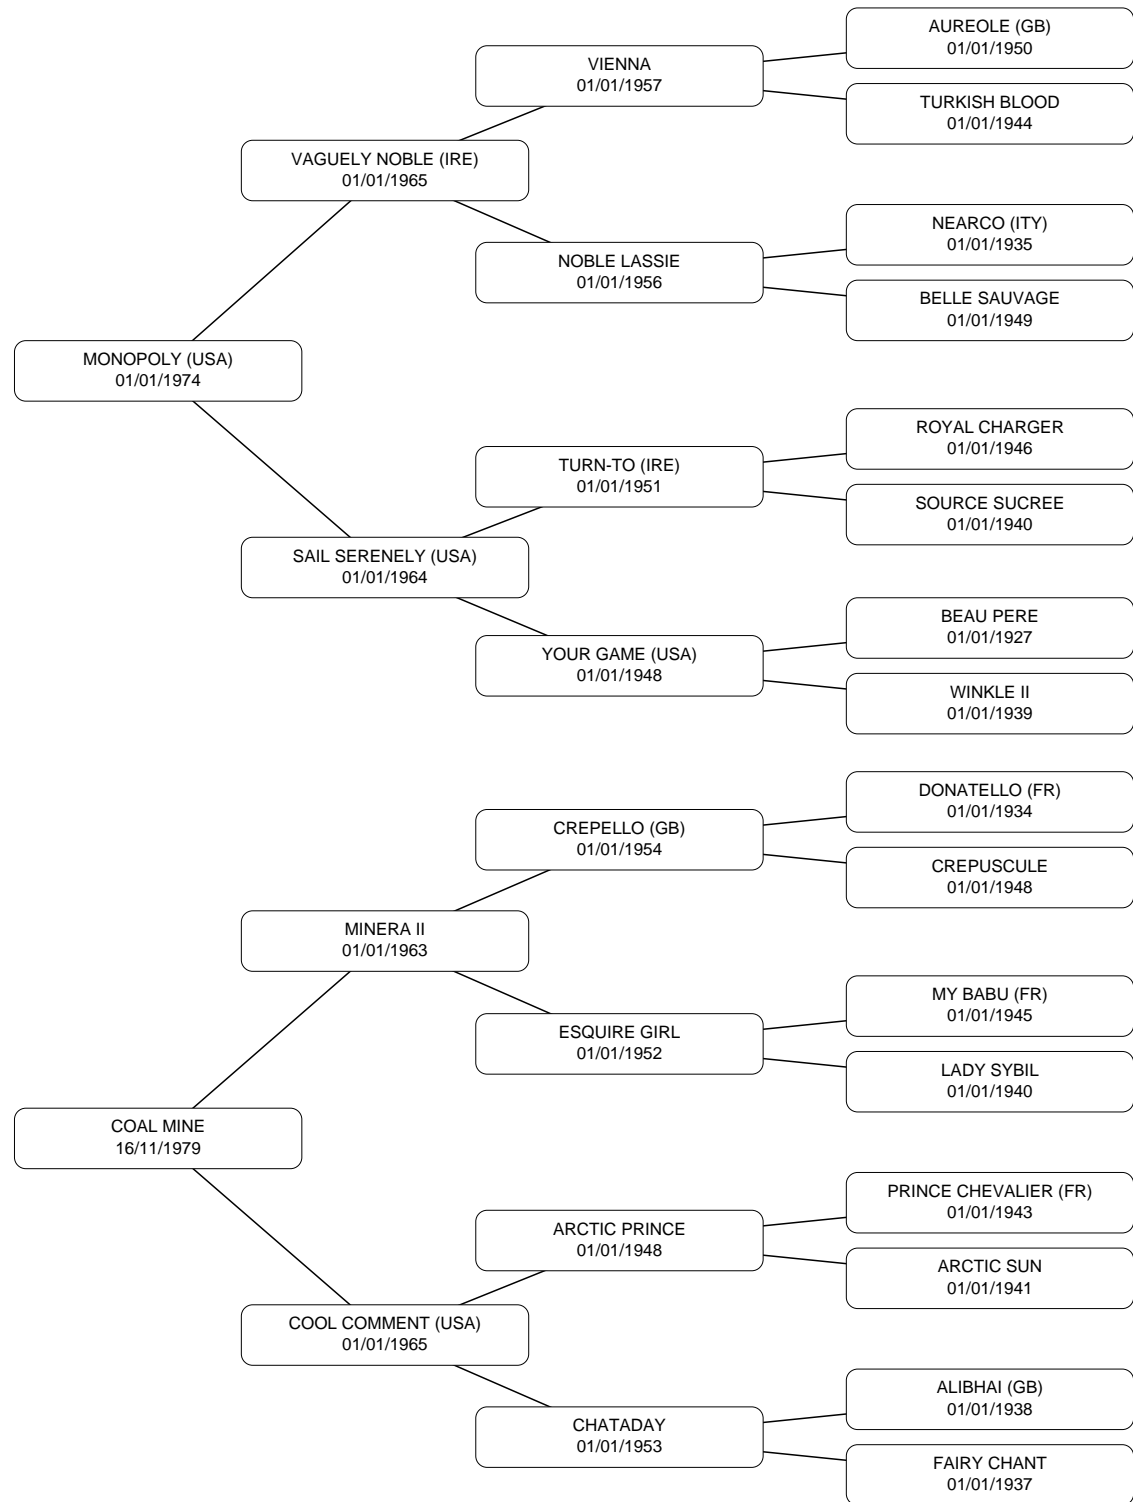 AUREOLE (GB)
01/01/1950
VIENNA
01/01/1957
TURKISH BLOOD
01/01/1944
VAGUELY NOBLE (IRE)
01/01/1965
NEARCO (ITY)
01/01/1935
NOBLE LASSIE
01/01/1956
BELLE SAUVAGE
01/01/1949
MONOPOLY (USA)
01/01/1974
ROYAL CHARGER
01/01/1946
TURN-TO (IRE)
01/01/1951
SOURCE SUCREE
01/01/1940
SAIL SERENELY (USA)
01/01/1964
BEAU PERE
01/01/1927
YOUR GAME (USA)
01/01/1948
WINKLE II
01/01/1939
DONATELLO (FR)
01/01/1934
CREPELLO (GB)
01/01/1954
CREPUSCULE
01/01/1948
MINERA II
01/01/1963
MY BABU (FR)
01/01/1945
ESQUIRE GIRL
01/01/1952
LADY SYBIL
01/01/1940
COAL MINE
16/11/1979
PRINCE CHEVALIER (FR)
01/01/1943
ARCTIC PRINCE
01/01/1948
ARCTIC SUN
01/01/1941
COOL COMMENT (USA)
01/01/1965
ALIBHAI (GB)
01/01/1938
CHATADAY
01/01/1953
FAIRY CHANT
01/01/1937